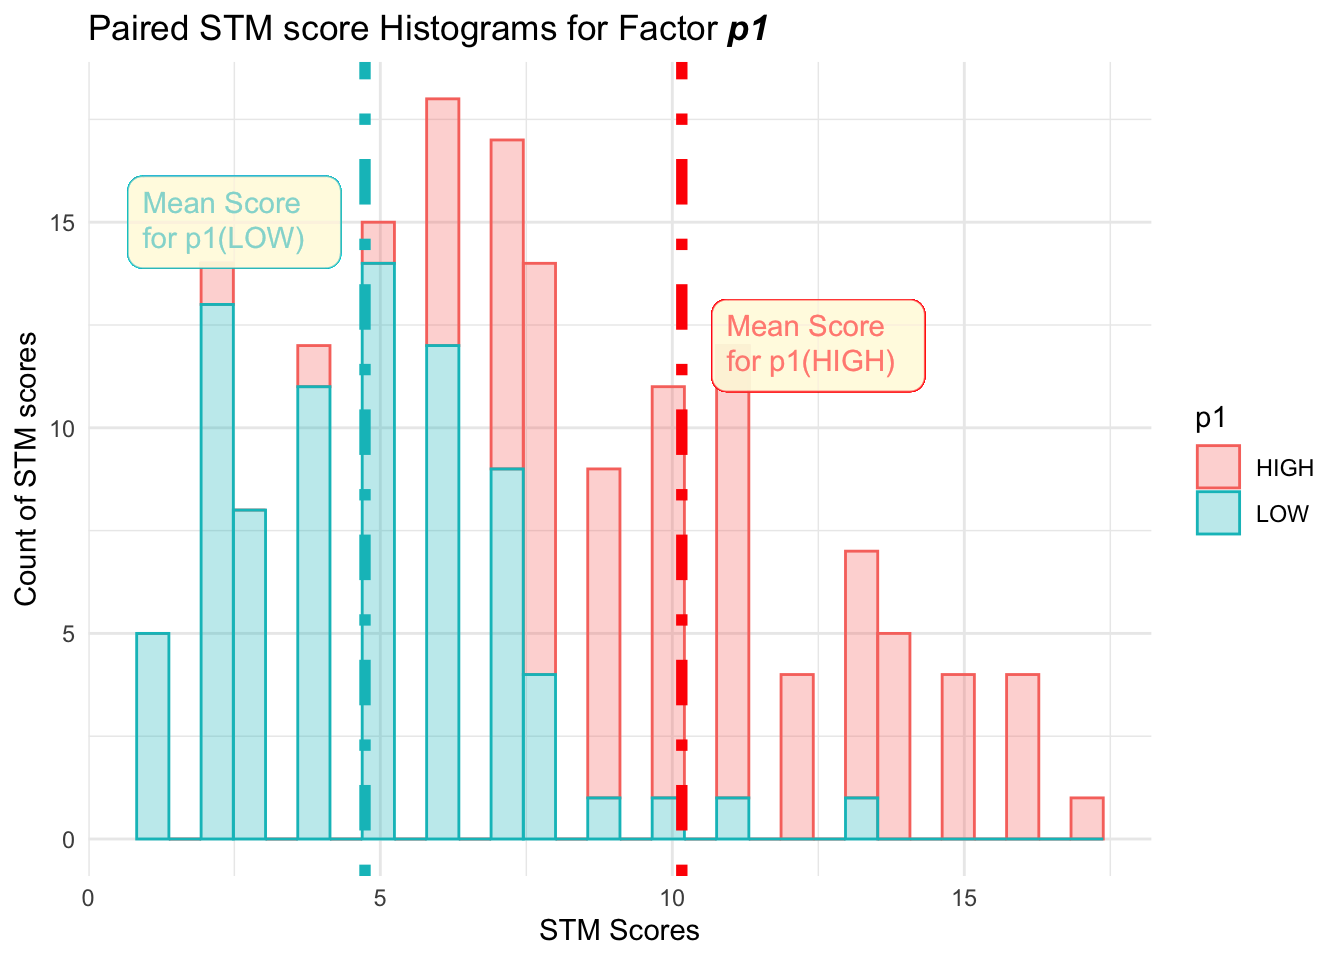 Paired STM score Histograms for Factor p1
Mean Score
for p1(LOW)
Mean Score
for p1(HIGH)
Count of STM scores
15
10
5
0
0
5
10
15
STM Scores
p1
HIGH
LOW